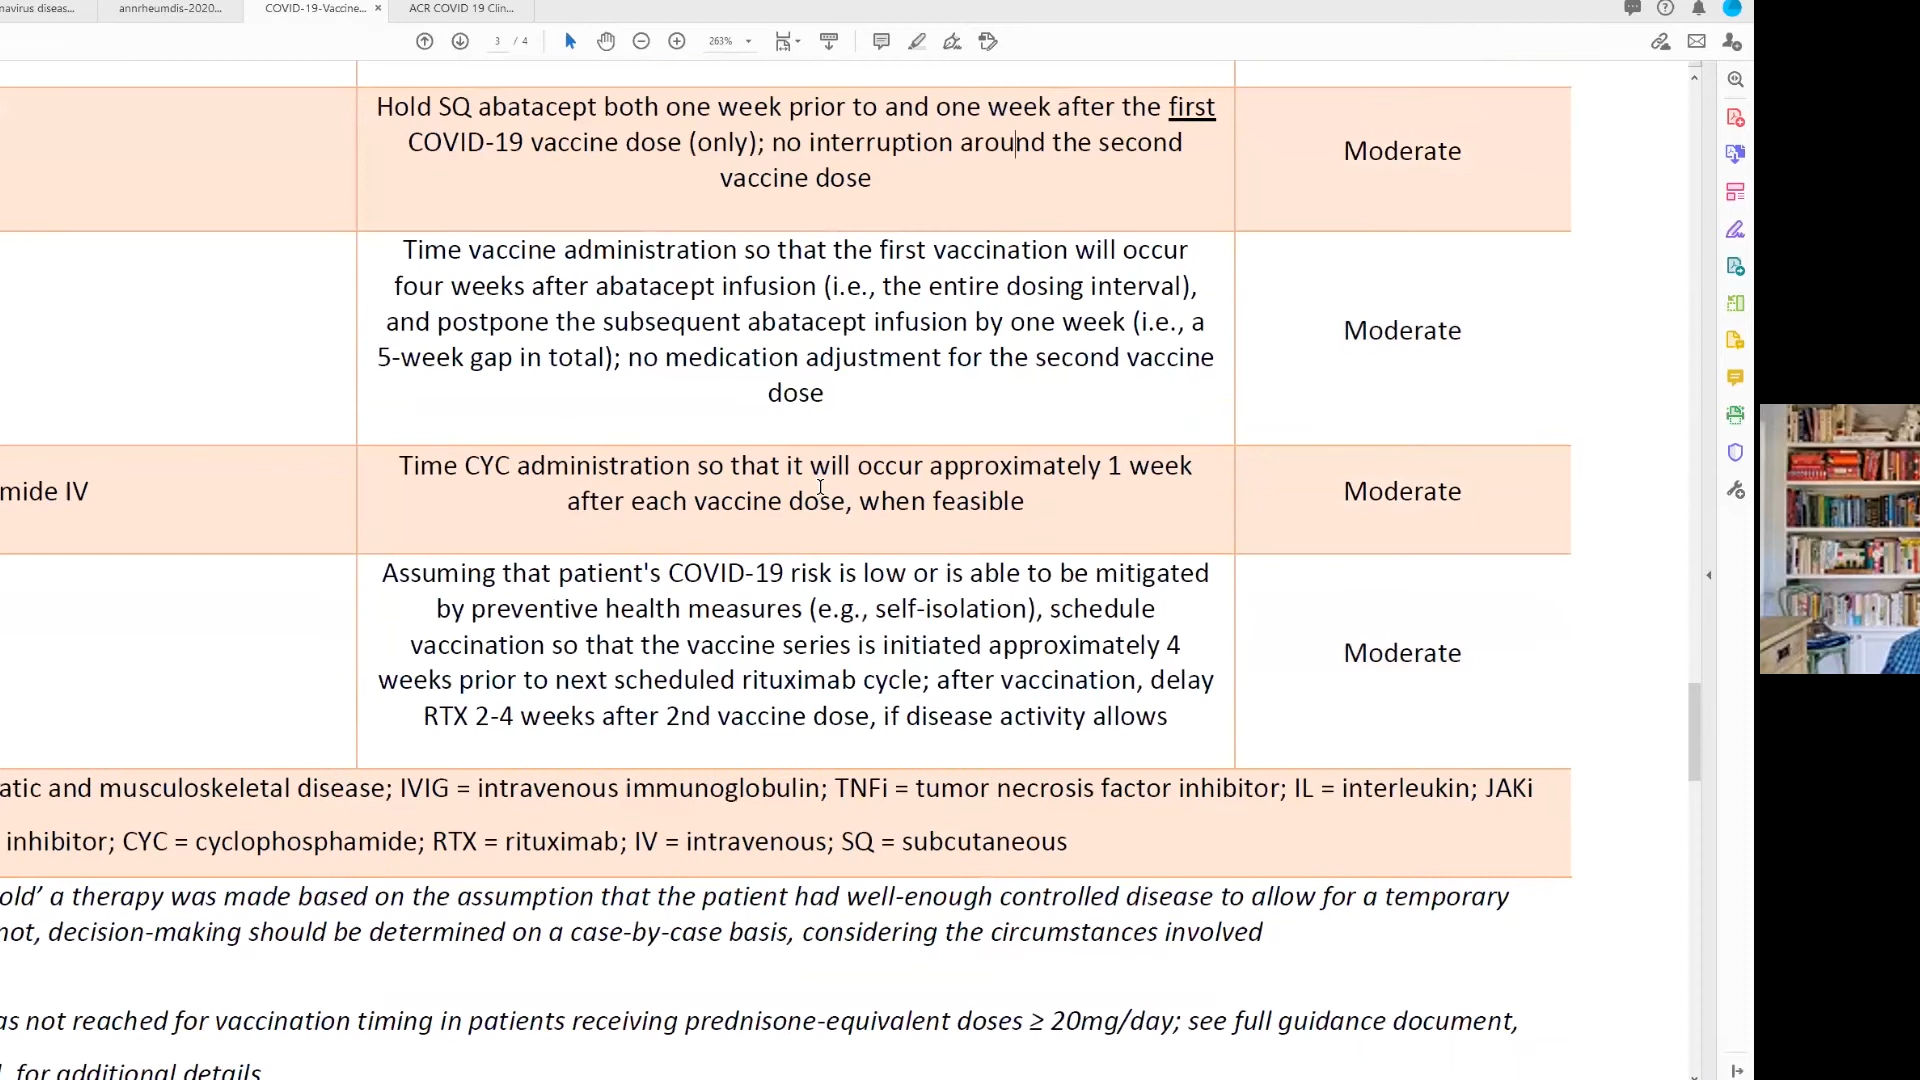 navirus diseas...
annrheumdis-2020...
COVID-19-Vaccine...
ACR COVID 19 Clin...
3 / 4
263%
Hold SQ abatacept both one week prior to and one week after the first
COVID-19 vaccine dose (only); no interruption around the second
vaccine dose
Moderate
Time vaccine administration so that the first vaccination will occur
four weeks after abatacept infusion (i.e., the entire dosing interval),
and postpone the subsequent abatacept infusion by one week (i.e., a
5-week gap in total); no medication adjustment for the second vaccine
dose
Moderate
mide IV
Time CYC administration so that it will occur approximately 1 week
after each vaccine dose, when feasible
Moderate
Assuming that patient's COVID-19 risk is low or is able to be mitigated
by preventive health measures (e.g., self-isolation), schedule
vaccination so that the vaccine series is initiated approximately 4
weeks prior to next scheduled rituximab cycle; after vaccination, delay
RTX 2-4 weeks after 2nd vaccine dose, if disease activity allows
Moderate
atic and musculoskeletal disease; IVIG = intravenous immunoglobulin; TNFi = tumor necrosis factor inhibitor; IL = interleukin; JAKi
inhibitor; CYC = cyclophosphamide; RTX = rituximab; IV = intravenous; SQ = subcutaneous
old’ a therapy was made based on the assumption that the patient had well-enough controlled disease to allow for a temporary
not, decision-making should be determined on a case-by-case basis, considering the circumstances involved
as not reached for vaccination timing in patients receiving prednisone-equivalent doses ≥ 20mg/day; see full guidance document,
, for additional details